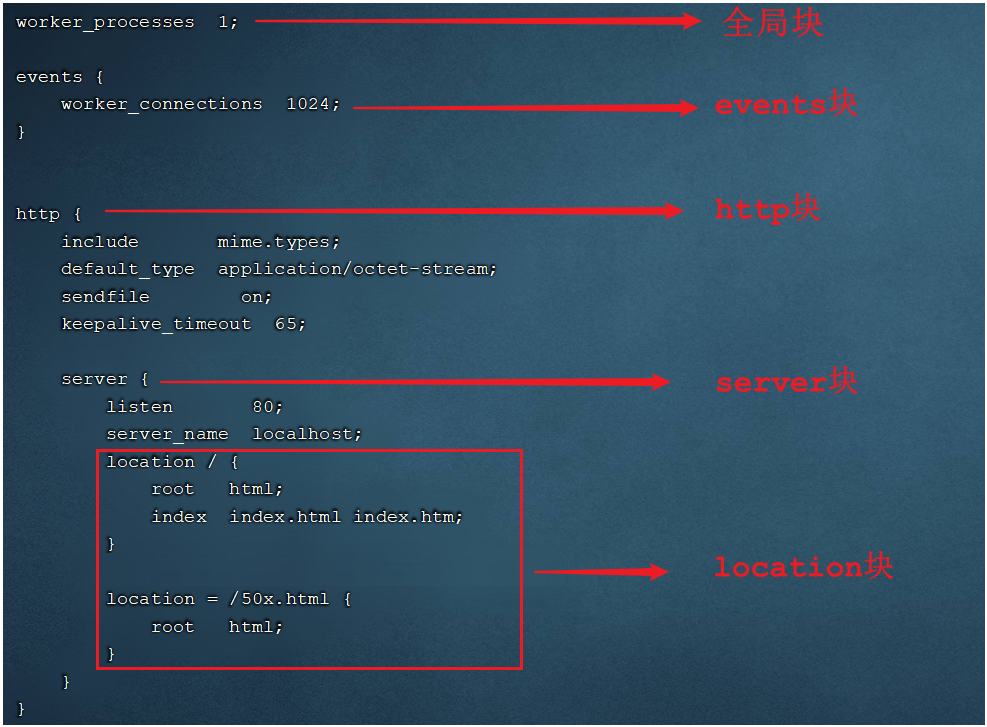 worker_processes  1; 全局块
events {
worker_connections  1024; events块
}
http { http块
include       mime.types;
default_type  application/octet-stream;
sendfile        on;
keepalive_timeout  65;
server { server块
listen       80;
server_name  localhost;
location / {
root   html;
index  index.html index.htm;
}
location块
location = /50x.html {
root   html;
}
}
}